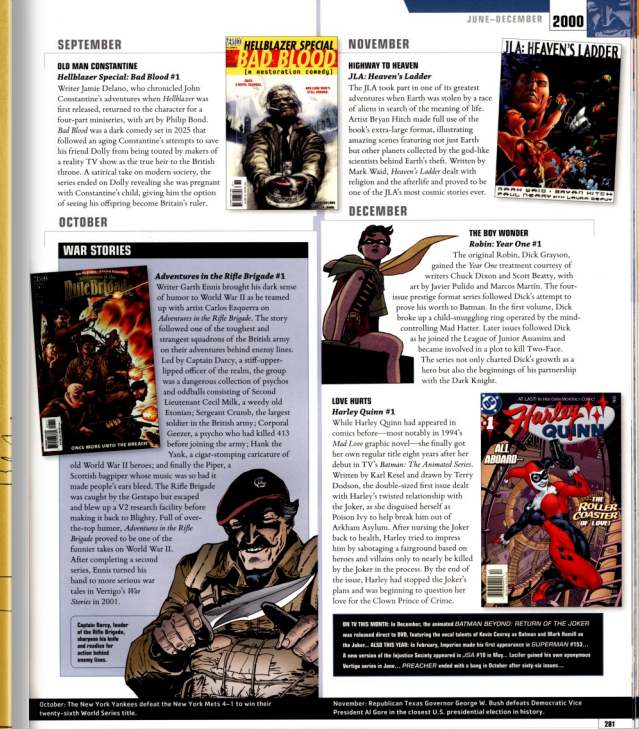 JUNE–DECEMBER 2000
SEPTEMBER
OLD MAN CONSTANTINE
Hellblazer Special: Bad Blood #1
Writer Jamie Delano, who chronicled John
Constantine's adventures when Hellblazer was
first released, returned to the character for a
four-part miniseries, with art by Philip Bond.
Bad Blood was a dark comedy set in 2025 that
followed an aging Constantine's attempts to save
his friend Dolly from being touted by makers of
a reality TV show as the true heir to the British
throne. A satirical take on modern society, the
series ended on Dolly revealing she was pregnant
with Constantine's child, giving him the option
of seeing his offspring become Britain's ruler.
HELLBLAZER SPECIAL
BAD BLOOD
[a restoration comedy]
NOVEMBER
HIGHWAY TO HEAVEN
JLA: Heaven's Ladder
The JLA took part in one of its greatest
adventures when Earth was stolen by a race
of aliens in search of the meaning of life.
Artist Bryan Hitch made full use of the
book's extra-large format, illustrating
amazing scenes featuring not just Earth
but other planets collected by the god-like
scientists behind Earth's theft. Written by
Mark Waid, Heaven's Ladder dealt with
religion and the afterlife and proved to be
one of the JLA's most cosmic stories ever.
JLA: HEAVEN'S LADDER
MARK WAID · BRYAN HITCH
PAUL NEARY WITH LAURA DEPUY
OCTOBER
WAR STORIES
Adventures in the Rifle Brigade #1
Writer Garth Ennis brought his dark sense
of humor to World War II as he teamed
up with artist Carlos Ezquerra on
Adventures in the Rifle Brigade. The story
followed one of the toughest and
strangest squadrons of the British army
on their adventures behind enemy lines.
Led by Captain Darcy, a stiff-upper-
lipped officer of the realm, the group
was a dangerous collection of psychos
and oddballs consisting of Second
Lieutenant Cecil Milk, a weedy old
Etonian; Sergeant Crumb, the largest
soldier in the British army; Corporal
Geezer, a psycho who had killed 413
before joining the army; Hank the
Yank, a cigar-stomping caricature of
old World War II heroes; and finally the Piper, a
Scottish bagpiper whose music was so bad it
made people's ears bleed. The Rifle Brigade
was caught by the Gestapo but escaped
and blew up a V2 research facility before
making it back to Blighty. Full of over-
the-top humor, Adventures in the Rifle
Brigade proved to be one of the
funnier takes on World War II.
After completing a second
series, Ennis turned his
hand to more serious war
tales in Vertigo's War
Stories in 2001.
Rifle Brigade
ONCE MORE UNTO THE BREACH
Captain Darcy, leader
of the Rifle Brigade,
sharpens his knife
and readies for
action behind
enemy lines.
DECEMBER
THE BOY WONDER
Robin: Year One #1
The original Robin, Dick Grayson,
gained the Year One treatment courtesy of
writers Chuck Dixon and Scott Beatty, with
art by Javier Pulido and Marcos Martín. The four-
issue prestige format series followed Dick's attempt to
prove his worth to Batman. In the first volume, Dick
broke up a child-smuggling ring operated by the mind-
controlling Mad Hatter. Later issues followed Dick
as he joined the League of Junior Assassins and
became involved in a plot to kill Two-Face.
The series not only charted Dick's growth as a
hero but also the beginnings of his partnership
with the Dark Knight.
LOVE HURTS
Harley Quinn #1
While Harley Quinn had appeared in
comics before—most notably in 1994's
Mad Love graphic novel—she finally got
her own regular title eight years after her
debut in TV's Batman: The Animated Series.
Written by Karl Kesel and drawn by Terry
Dodson, the double-sized first issue dealt
with Harley's twisted relationship with
the Joker, as she disguised herself as
Poison Ivy to help break him out of
Arkham Asylum. After nursing the Joker
back to health, Harley tried to impress
him by sabotaging a fairground based on
heroes and villains only to nearly be killed
by the Joker in the process. By the end of
the issue, Harley had stopped the Joker's
plans and was beginning to question her
love for the Clown Prince of Crime.
AT LAST! IN HER OWN MONTHLY COMIC!
DC
#1
Harley
QUINN
ALL
ABOARD--
--THE
ROLLER
COASTER
OF LOVE!
ON TV THIS MONTH: In December, the animated BATMAN BEYOND: RETURN OF THE JOKER
was released direct to DVD, featuring the vocal talents of Kevin Conroy as Batman and Mark Hamill as
the Joker... ALSO THIS YEAR: In February, Imperiex made his first appearance in SUPERMAN #153...
A new version of the Injustice Society appeared in JSA #10 in May... Lucifer gained his own eponymous
Vertigo series in June... PREACHER ended with a bang in October after sixty-six issues...
October: The New York Yankees defeat the New York Mets 4–1 to win their
twenty-sixth World Series title.
November: Republican Texas Governor George W. Bush defeats Democratic Vice
President Al Gore in the closest U.S. presidential election in history.
281